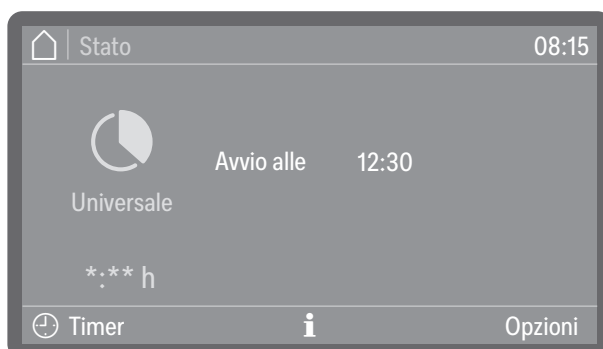 Stato 08:15
Avvio alle 12:30
Universale
*:** h
Timer i Opzioni